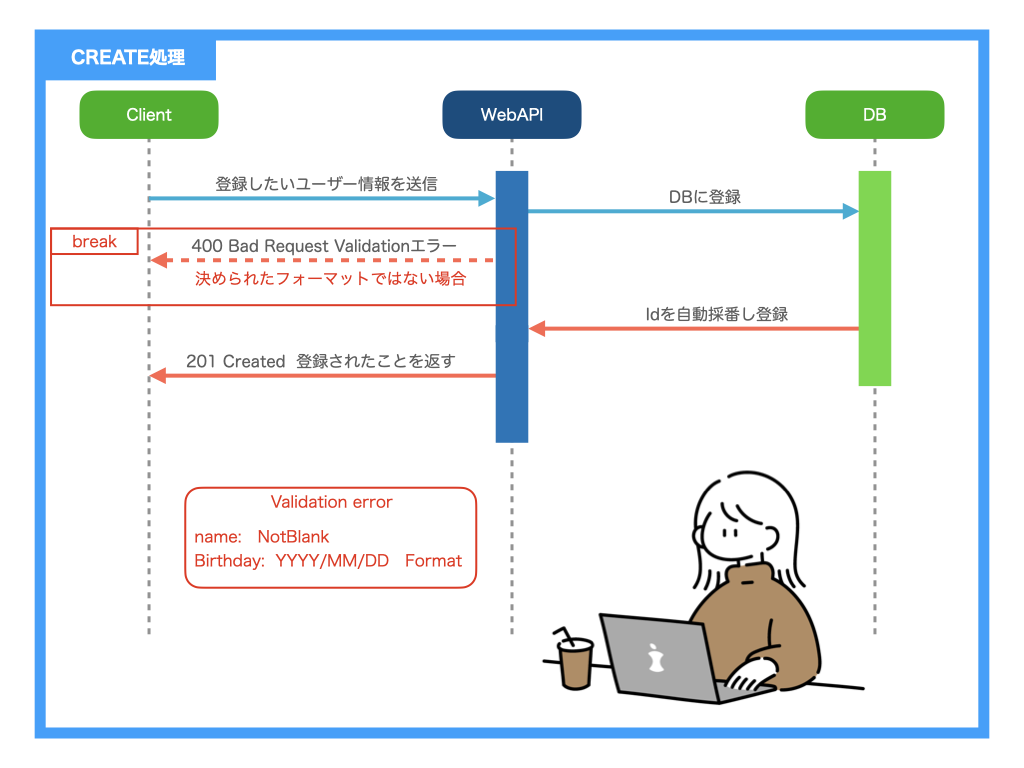 CREATE処理
Client
WebAPI
DB
登録したいユーザー情報を送信
DBに登録
break
400 Bad Request Validationエラー
決められたフォーマットではない場合
Idを自動採番し登録
201 Created 登録されたことを返す
Validation error
name: NotBlank
Birthday: YYYY/MM/DD Format